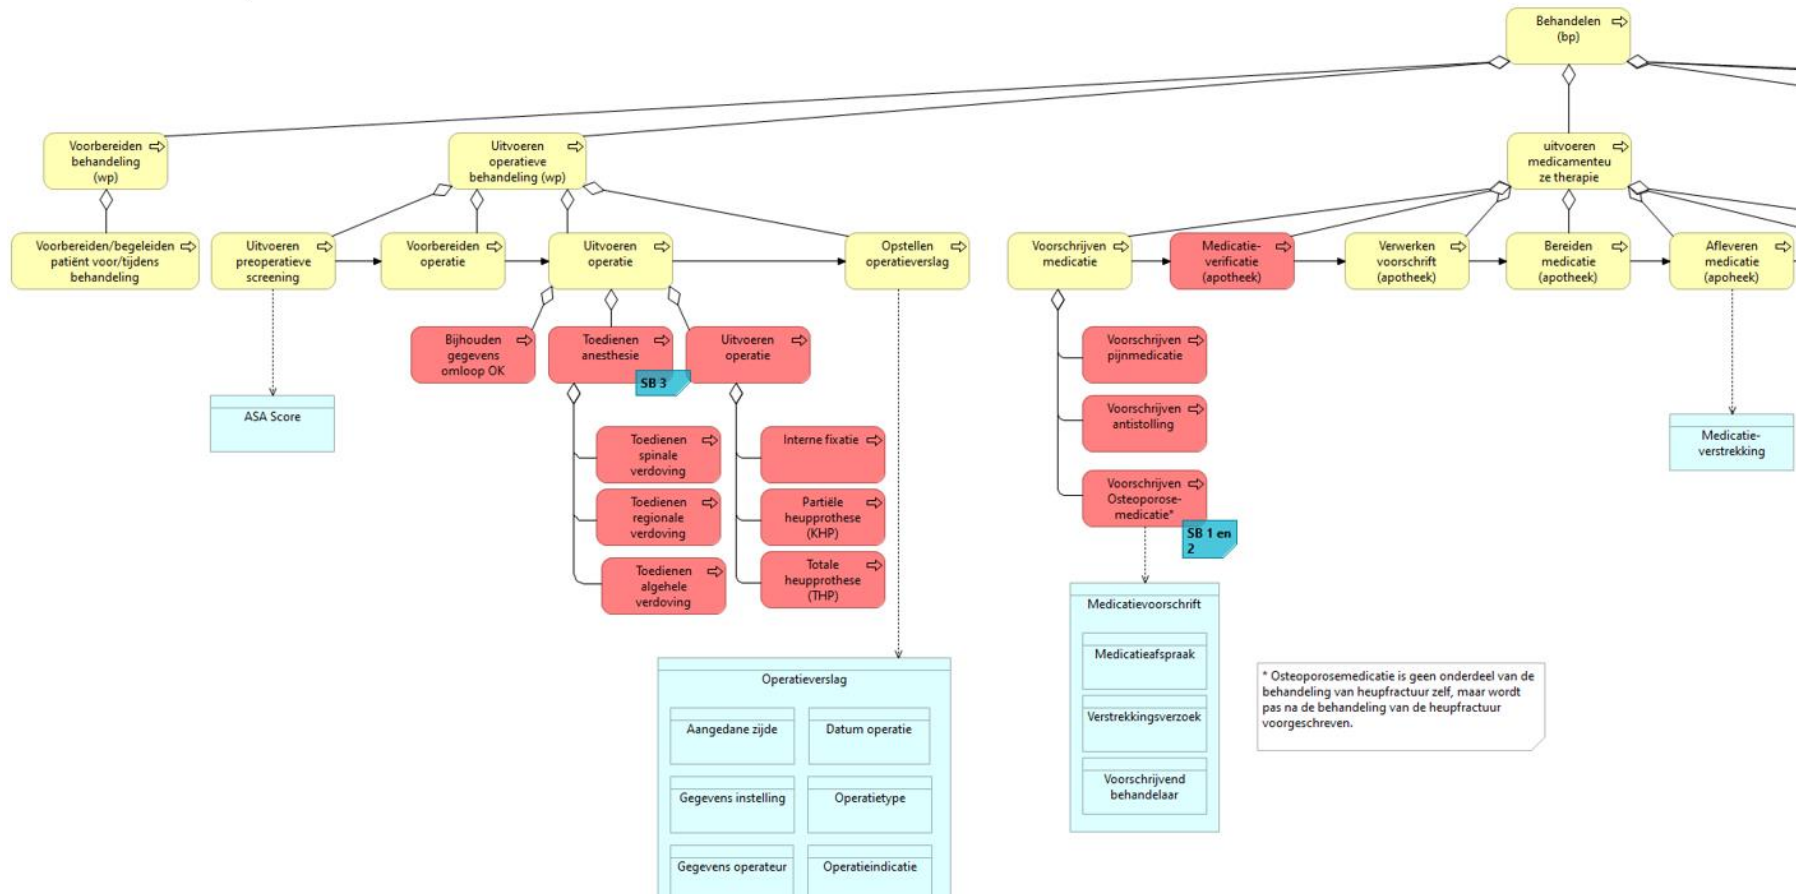 Behandelen
(bp)
Voorbereiden
behandeling
(wp)
Uitvoeren
operatieve
behandeling (wp)
uitvoeren
medicamenteu
ze therapie
Voorbereiden/begeleiden
patiënt voor/tijdens
behandeling
Uitvoeren
preoperatieve
screening
Voorbereiden
operatie
Uitvoeren
operatie
Opstellen
operatieverslag
Voorschrijven
medicatie
Medicatie-
verificatie
(apotheek)
Verwerken
voorschrift
(apotheek)
Bereiden
medicatie
(apotheek)
Afleveren
medicatie
(apoheek)
Bijhouden
gegevens
omloop OK
Toedienen
anesthesie
SB 3
Uitvoeren
operatie
Voorschrijven
pijnmedicatie
ASA Score
Voorschrijven
antistolling
Medicatie-
verstrekking
Toedienen
spinale
verdoving
Interne fixatie
Toedienen
regionale
verdoving
Partiële
heupprothese
(KHP)
Voorschrijven
Osteoporose-
medicatie*
SB 1 en
2
Toedienen
algehele
verdoving
Totale
heupprothese
(THP)
Medicatievoorschrift
Medicatieafspraak
Verstrekkingsverzoek
Voorschrijvend
behandelaar
* Osteoporosemedicatie is geen onderdeel van de
behandeling van heupfractuur zelf, maar wordt
pas na de behandeling van de heupfractuur
voorgeschreven.
Operatieverslag
Aangedane zijde
Datum operatie
Gegevens instelling
Operatietype
Gegevens operateur
Operatieindicatie